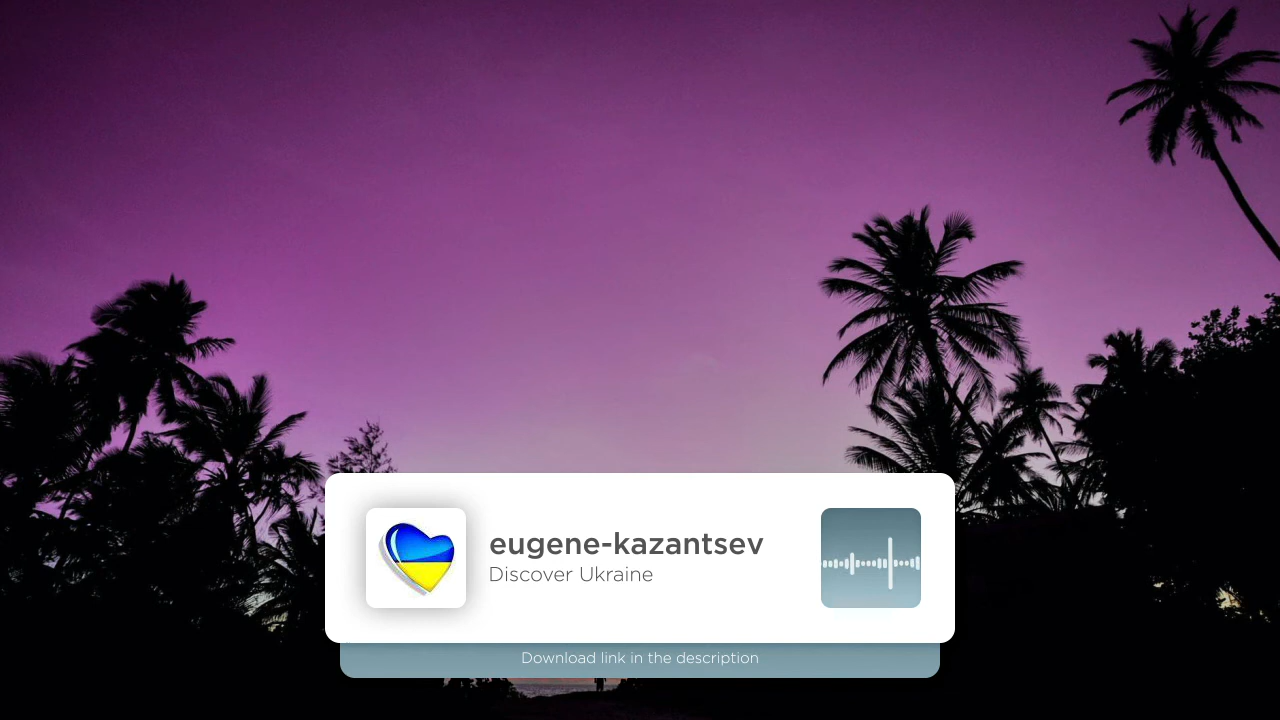 eugene-kazantsev
Discover Ukraine
Download link in the description